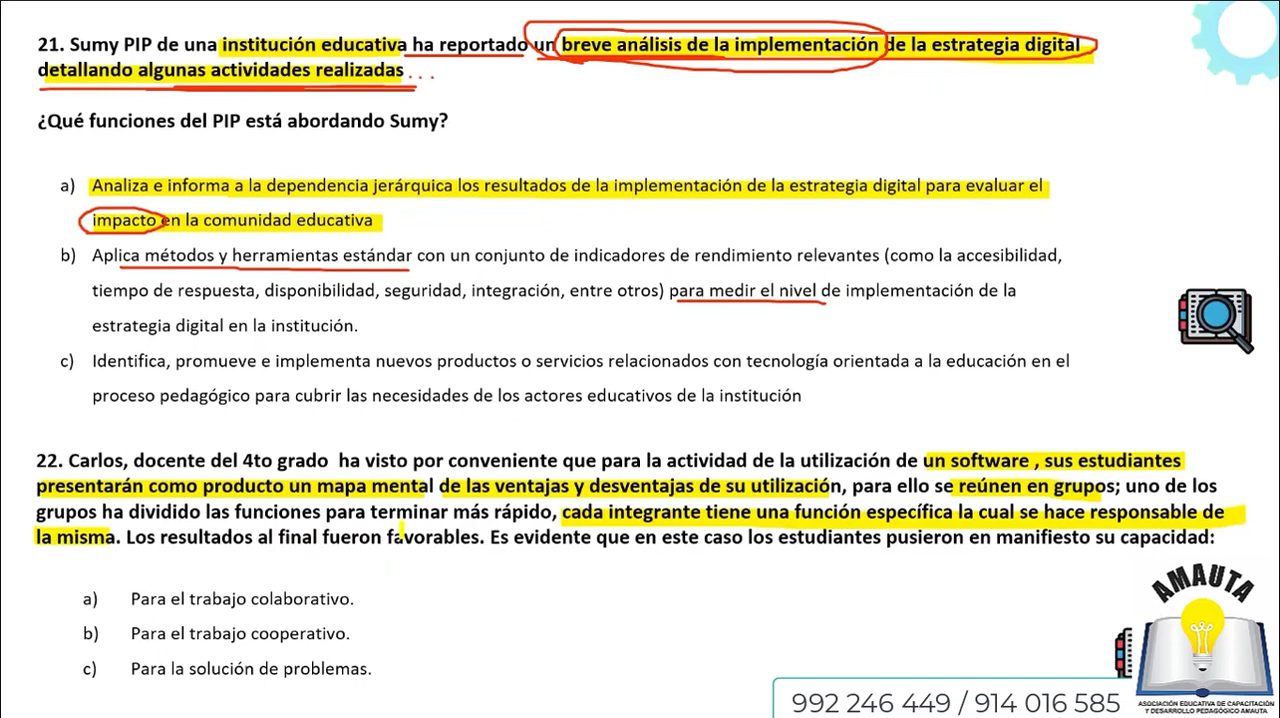 21. Sumy PIP de una institución educativa ha reportado un breve análisis de la implementación de la estrategia digital
detallando algunas actividades realizadas . . .
¿Qué funciones del PIP está abordando Sumy?
a) Analiza e informa a la dependencia jerárquica los resultados de la implementación de la estrategia digital para evaluar el
impacto en la comunidad educativa
b) Aplica métodos y herramientas estándar con un conjunto de indicadores de rendimiento relevantes (como la accesibilidad,
tiempo de respuesta, disponibilidad, seguridad, integración, entre otros) para medir el nivel de implementación de la
estrategia digital en la institución.
c) Identifica, promueve e implementa nuevos productos o servicios relacionados con tecnología orientada a la educación en el
proceso pedagógico para cubrir las necesidades de los actores educativos de la institución
22. Carlos, docente del 4to grado ha visto por conveniente que para la actividad de la utilización de un software , sus estudiantes
presentarán como producto un mapa mental de las ventajas y desventajas de su utilización, para ello se reúnen en grupos; uno de los
grupos ha dividido las funciones para terminar más rápido, cada integrante tiene una función específica la cual se hace responsable de
la misma. Los resultados al final fueron favorables. Es evidente que en este caso los estudiantes pusieron en manifiesto su capacidad:
a) Para el trabajo colaborativo.
b) Para el trabajo cooperativo.
c) Para la solución de problemas.
992 246 449 / 914 016 585
AMAUTA
ASOCIACIÓN EDUCATIVA DE CAPACITACIÓN
Y DESARROLLO PEDAGÓGICO AMAUTA